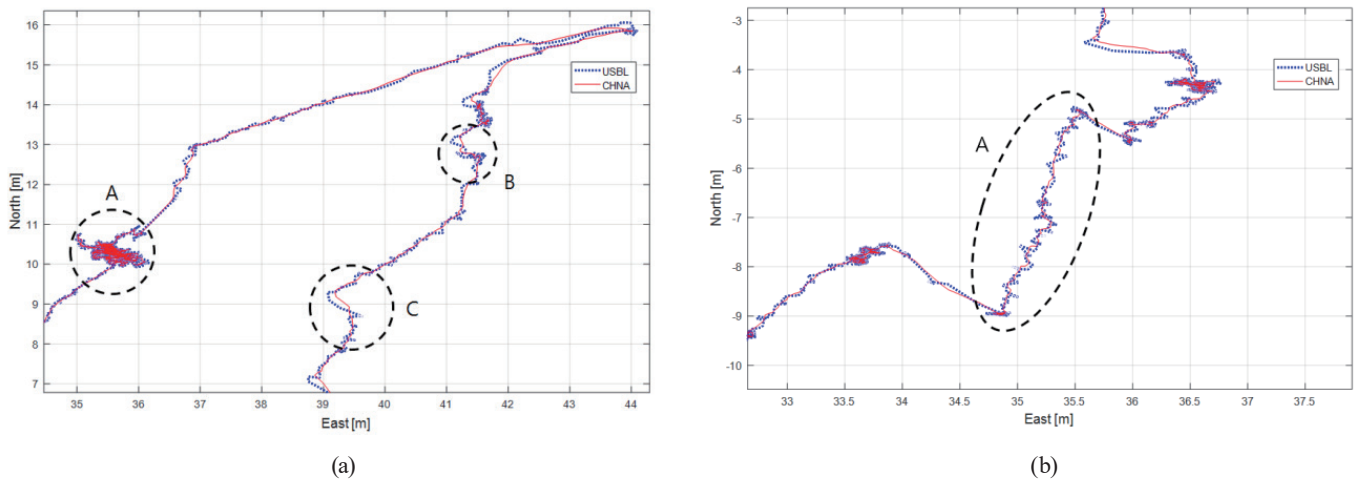 16
15
14
13
12
11
10
9
8
7
North [m]
35 36 37 38 39 40 41 42 43 44
East [m]
USBL
CHNA
A
B
C
(a)
-3
-4
-5
-6
-7
-8
-9
-10
North [m]
33 33.5 34 34.5 35 35.5 36 36.5 37 37.5
East [m]
USBL
CHNA
A
(b)